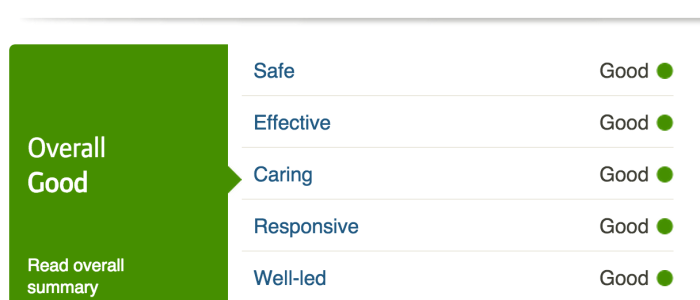 Overall
Good
Read overall
summary
Safe Good
Effective Good
Caring Good
Responsive Good
Well-led Good